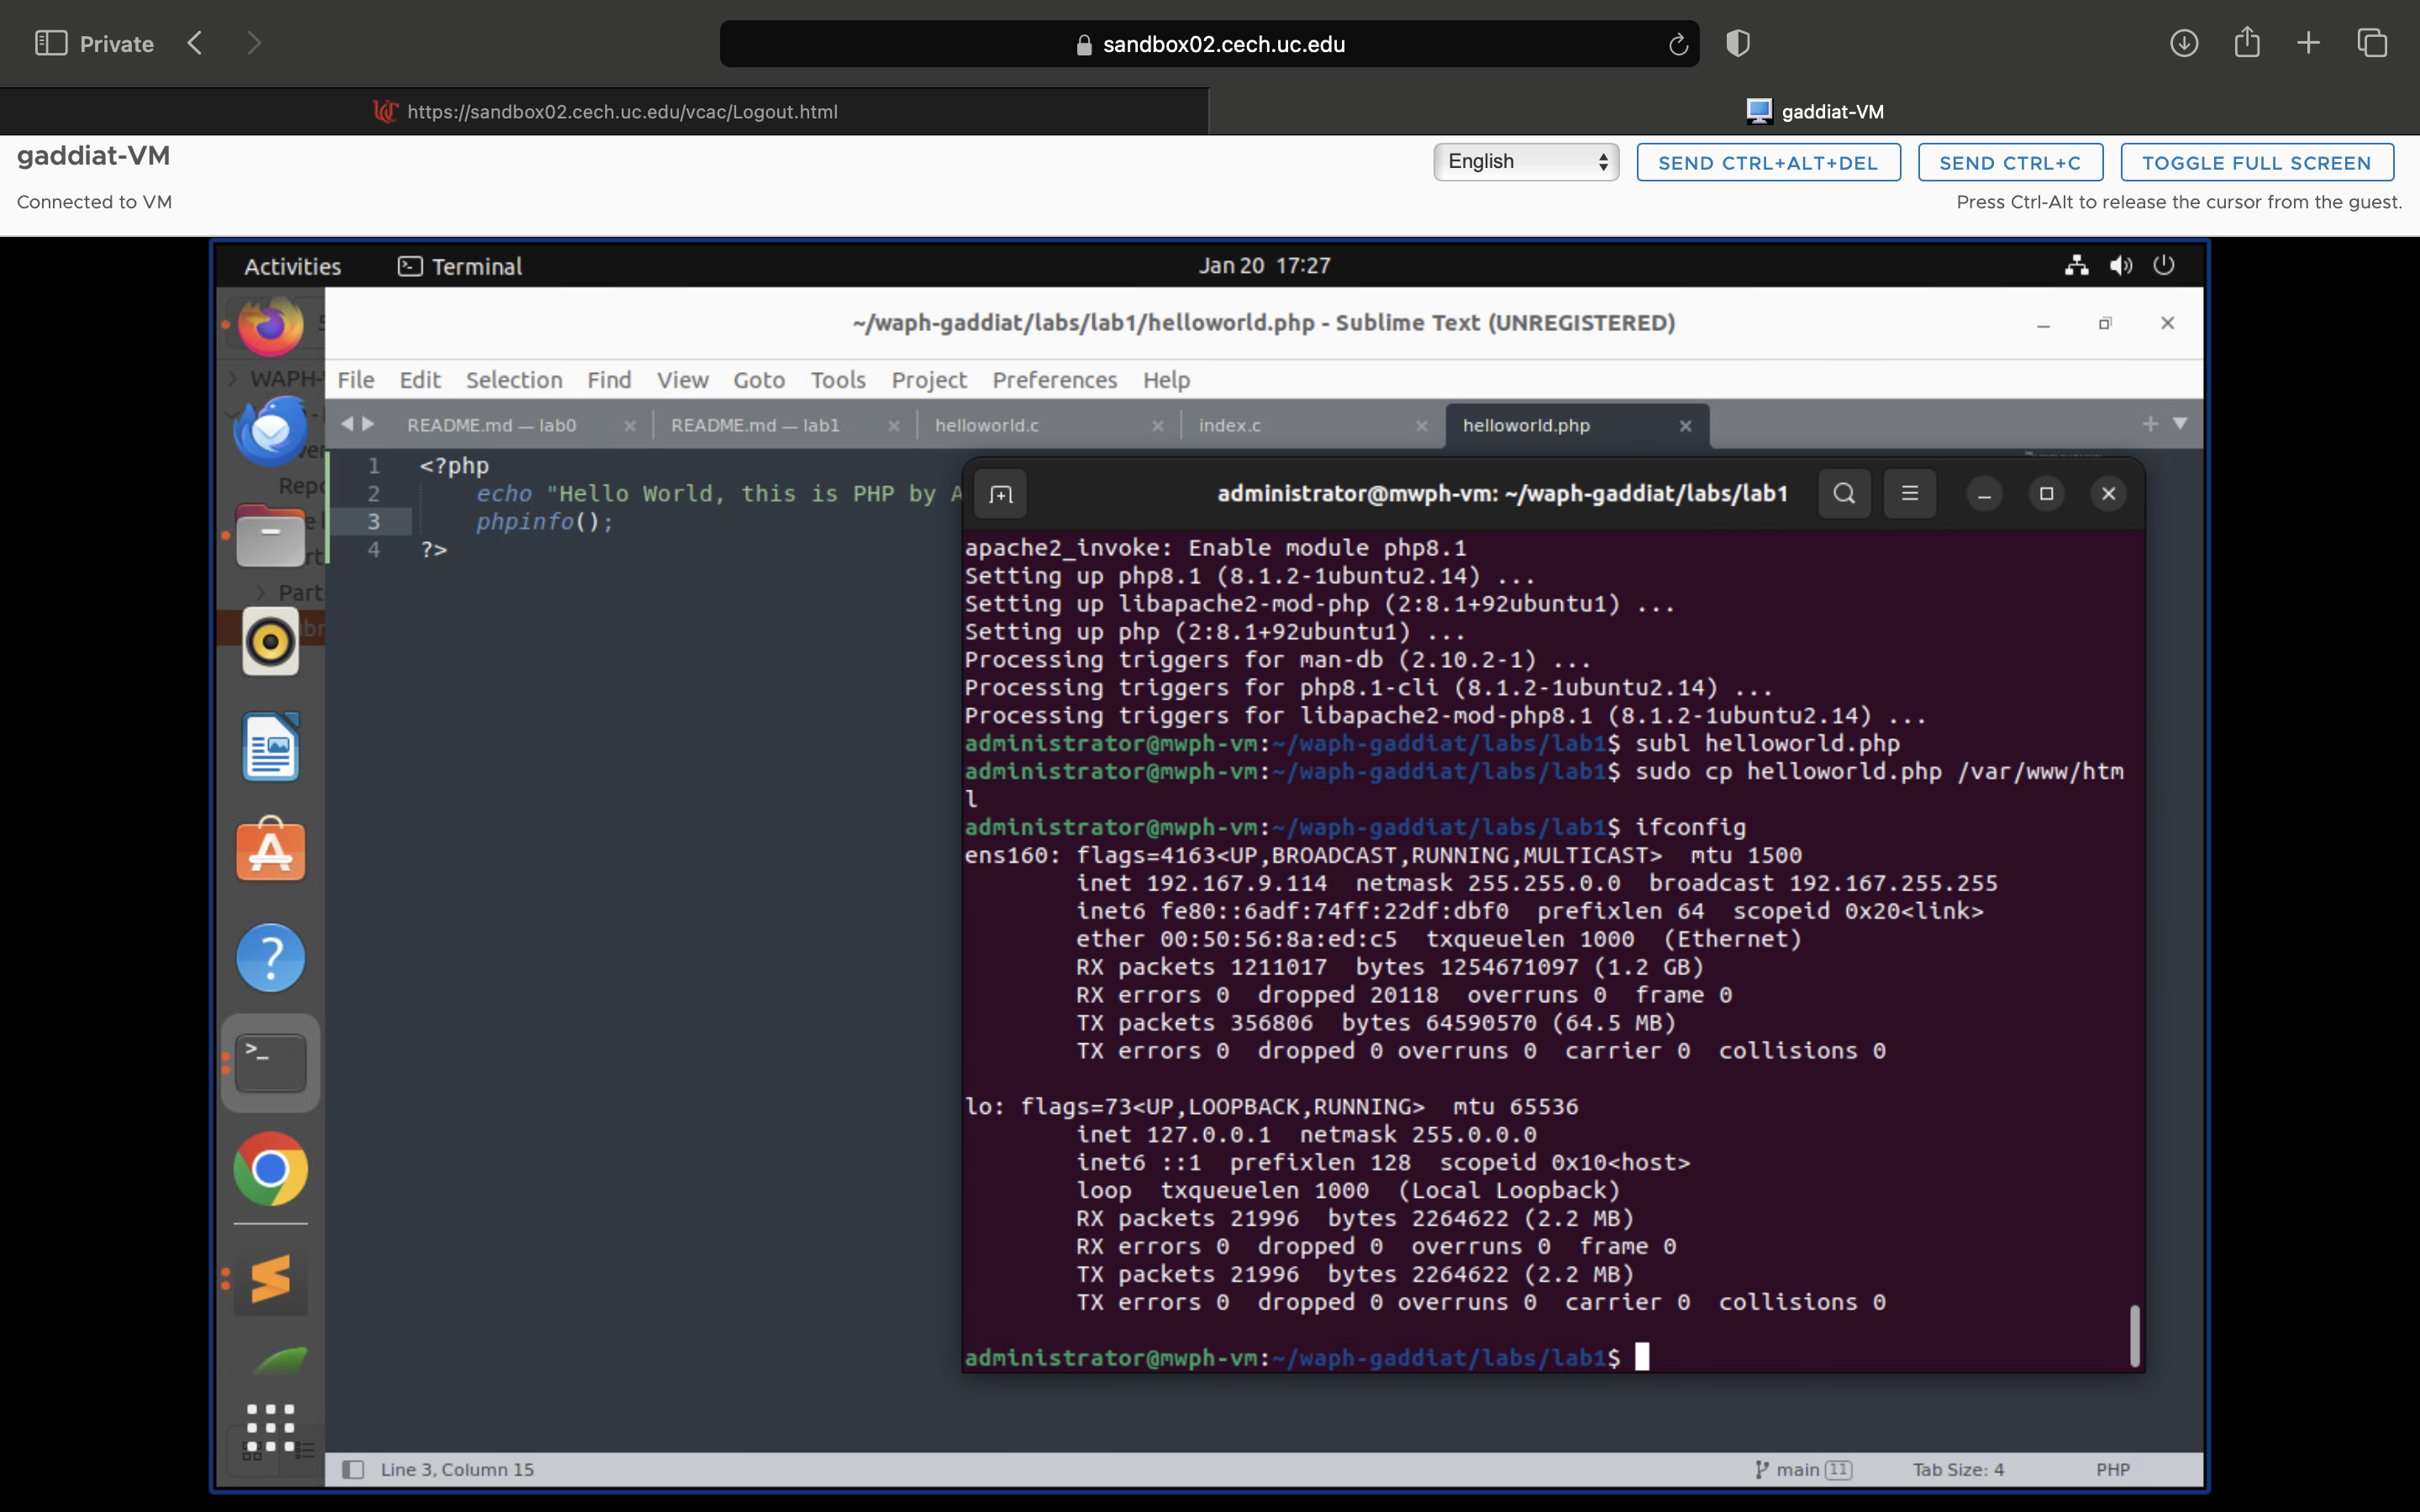 Private
sandbox02.cech.uc.edu
https://sandbox02.cech.uc.edu/vcac/Logout.html
gaddiat-VM
gaddiat-VM
English
SEND CTRL+ALT+DEL
SEND CTRL+C
TOGGLE FULL SCREEN
Connected to VM
Press Ctrl-Alt to release the cursor from the guest.
Activities
Terminal
Jan 20 17:27
~/waph-gaddiat/labs/lab1/helloworld.php - Sublime Text (UNREGISTERED)
WAPH-
File Edit Selection Find View Goto Tools Project Preferences Help
README.md — lab0
README.md — lab1
helloworld.c
index.c
helloworld.php
Part
1 <?php
2 echo "Hello World, this is PHP by A
3 phpinfo();
4 ?>
administrator@mwph-vm: ~/waph-gaddiat/labs/lab1
apache2_invoke: Enable module php8.1
Setting up php8.1 (8.1.2-1ubuntu2.14) ...
Setting up libapache2-mod-php (2:8.1+92ubuntu1) ...
Setting up php (2:8.1+92ubuntu1) ...
Processing triggers for man-db (2.10.2-1) ...
Processing triggers for php8.1-cli (8.1.2-1ubuntu2.14) ...
Processing triggers for libapache2-mod-php8.1 (8.1.2-1ubuntu2.14) ...
administrator@mwph-vm:~/waph-gaddiat/labs/lab1$ subl helloworld.php
administrator@mwph-vm:~/waph-gaddiat/labs/lab1$ sudo cp helloworld.php /var/www/htm
l
administrator@mwph-vm:~/waph-gaddiat/labs/lab1$ ifconfig
ens160: flags=4163<UP,BROADCAST,RUNNING,MULTICAST>  mtu 1500
inet 192.167.9.114  netmask 255.255.0.0  broadcast 192.167.255.255
inet6 fe80::6adf:74ff:22df:dbf0  prefixlen 64  scopeid 0x20<link>
ether 00:50:56:8a:ed:c5  txqueuelen 1000  (Ethernet)
RX packets 1211017  bytes 1254671097 (1.2 GB)
RX errors 0  dropped 20118  overruns 0  frame 0
TX packets 356806  bytes 64590570 (64.5 MB)
TX errors 0  dropped 0 overruns 0  carrier 0  collisions 0
lo: flags=73<UP,LOOPBACK,RUNNING>  mtu 65536
inet 127.0.0.1  netmask 255.0.0.0
inet6 ::1  prefixlen 128  scopeid 0x10<host>
loop  txqueuelen 1000  (Local Loopback)
RX packets 21996  bytes 2264622 (2.2 MB)
RX errors 0  dropped 0  overruns 0  frame 0
TX packets 21996  bytes 2264622 (2.2 MB)
TX errors 0  dropped 0 overruns 0  carrier 0  collisions 0
administrator@mwph-vm:~/waph-gaddiat/labs/lab1$
Line 3, Column 15
main 11
Tab Size: 4
PHP